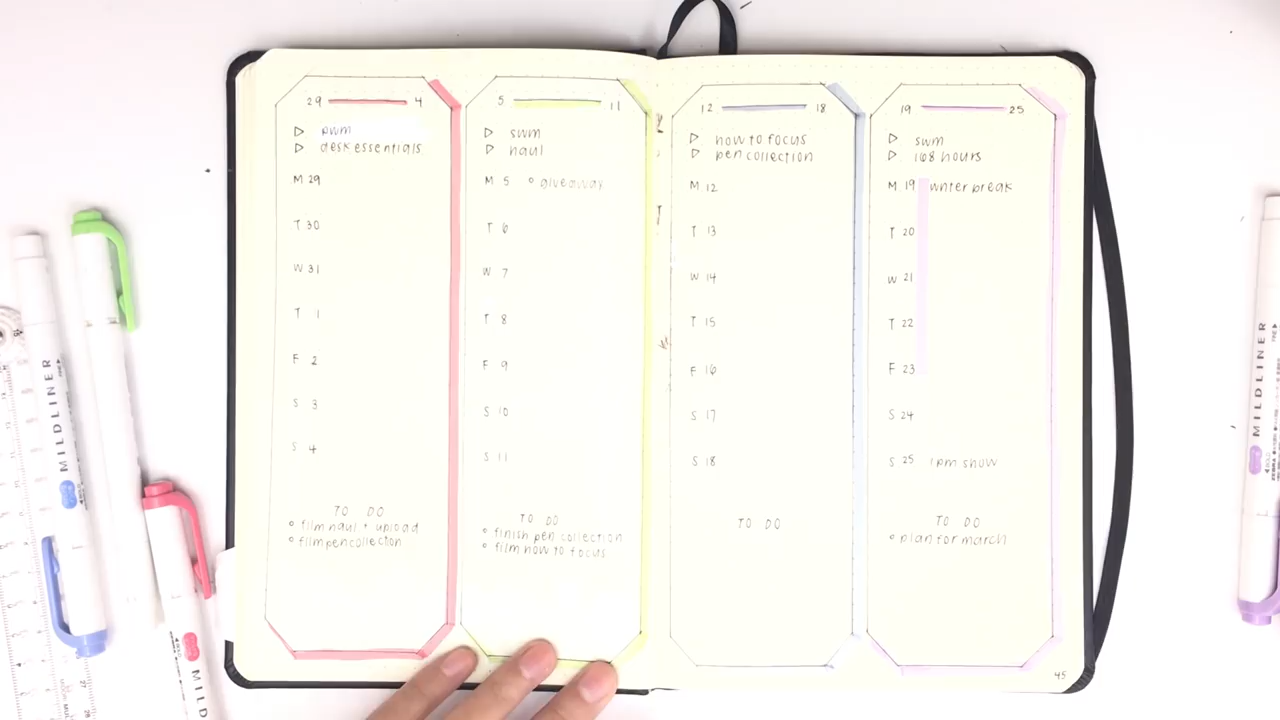 29 4
▷ pwm
▷ desk essentials
M 29
T 30
W 31
T 1
F 2
S 3
S 4
TO DO
° film haul + upload
° film pen collection
5 11
▷ swm
▷ haul
M 5 ° giveaway
T 6
W 7
T 8
F 9
S 10
S 11
TO DO
° finish pen collection
° film how to focus
12 18
▷ how to focus
▷ pen collection
M 12
T 13
W 14
T 15
F 16
S 17
S 18
TO DO
19 25
▷ swm
▷ 168 hours
M 19 winter break
T 20
W 21
T 22
F 23
S 24
S 25 1pm show
TO DO
° plan for march
45
MILDLINER
MILDL
MILDLINER